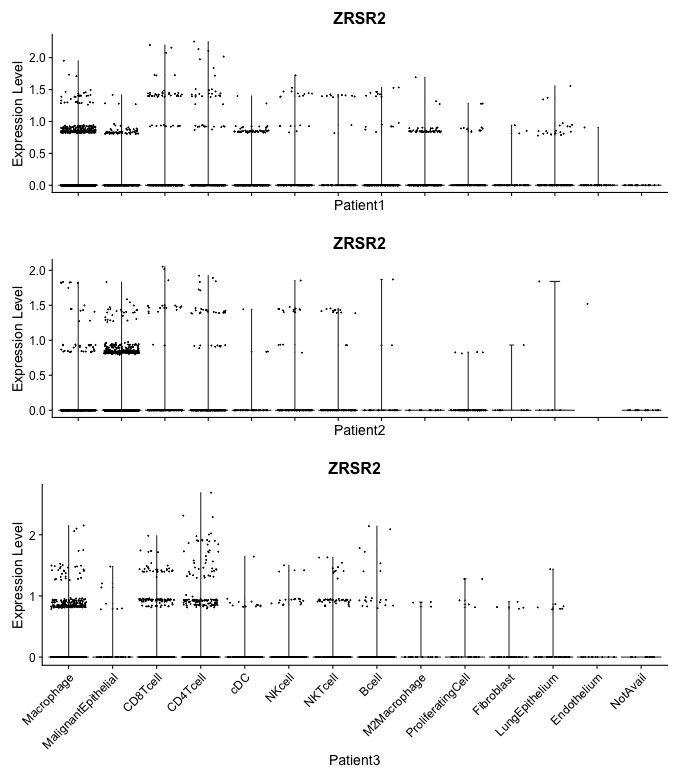 ZRSR2
Expression Level
2.0
1.5
1.0
0.5
0.0
Patient1
ZRSR2
Expression Level
2.0
1.5
1.0
0.5
0.0
Patient2
ZRSR2
Expression Level
2
1
0
Macrophage
MalignantEpithelial
CD8Tcell
CD4Tcell
cDC
NKcell
NKTcell
Bcell
M2Macrophage
ProliferatingCell
Fibroblast
LungEpithelium
Endothelium
NotAvail
Patient3